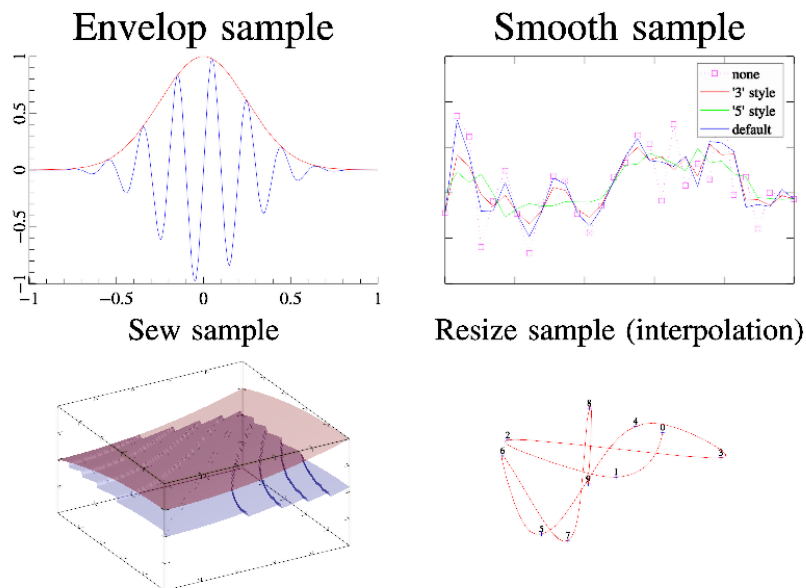 Envelop sample
Smooth sample
1
0.5
0
−0.5
−1
−1
−0.5
0
0.5
1
none
'3' style
'5' style
default
Sew sample
Resize sample (interpolation)
8
4
0
2
6
3
9
1
5
7